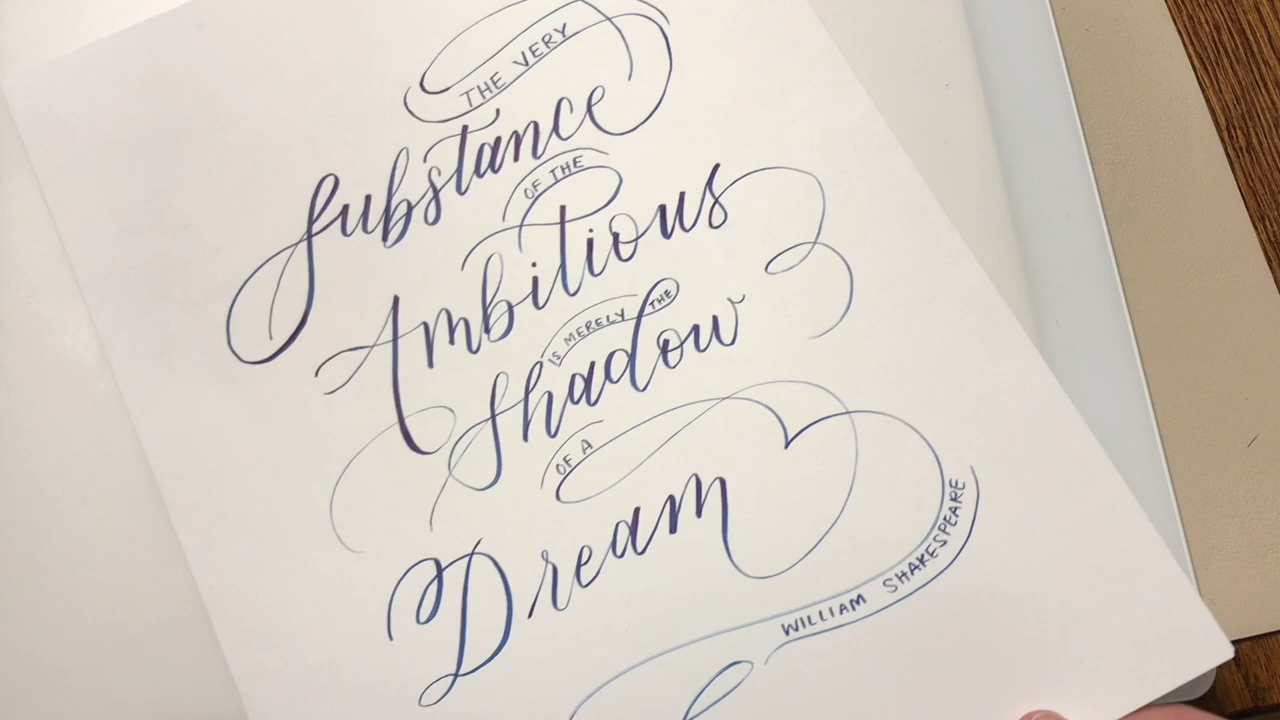 THE VERY
Substance
OF THE
Ambitious
IS MERELY THE
Shadow
OF A
Dream
WILLIAM SHAKESPEARE